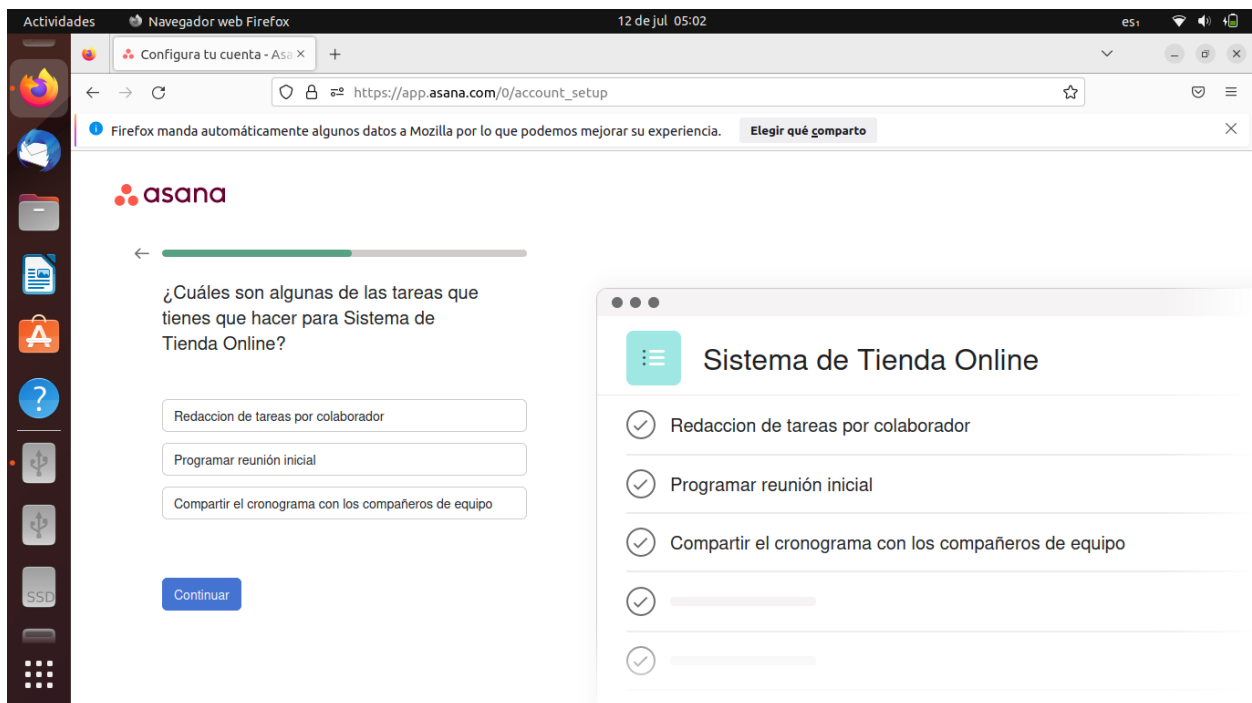 Actividades
Navegador web Firefox
12 de jul 05:02
es₁
Configura tu cuenta - Asa
https://app.asana.com/0/account_setup
Firefox manda automáticamente algunos datos a Mozilla por lo que podemos mejorar su experiencia.
Elegir qué comparto
asana
¿Cuáles son algunas de las tareas que
tienes que hacer para Sistema de
Tienda Online?
Redaccion de tareas por colaborador
Programar reunión inicial
Compartir el cronograma con los compañeros de equipo
Continuar
Sistema de Tienda Online
Redaccion de tareas por colaborador
Programar reunión inicial
Compartir el cronograma con los compañeros de equipo
SSD